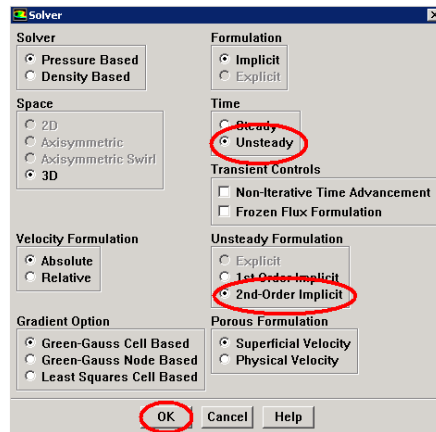 Solver
Solver
Pressure Based
Density Based
Formulation
Implicit
Explicit
Space
2D
Axisymmetric
Axisymmetric Swirl
3D
Time
Steady
Unsteady
Transient Controls
Non-Iterative Time Advancement
Frozen Flux Formulation
Velocity Formulation
Absolute
Relative
Unsteady Formulation
Explicit
1st-Order Implicit
2nd-Order Implicit
Gradient Option
Green-Gauss Cell Based
Green-Gauss Node Based
Least Squares Cell Based
Porous Formulation
Superficial Velocity
Physical Velocity
OK Cancel Help